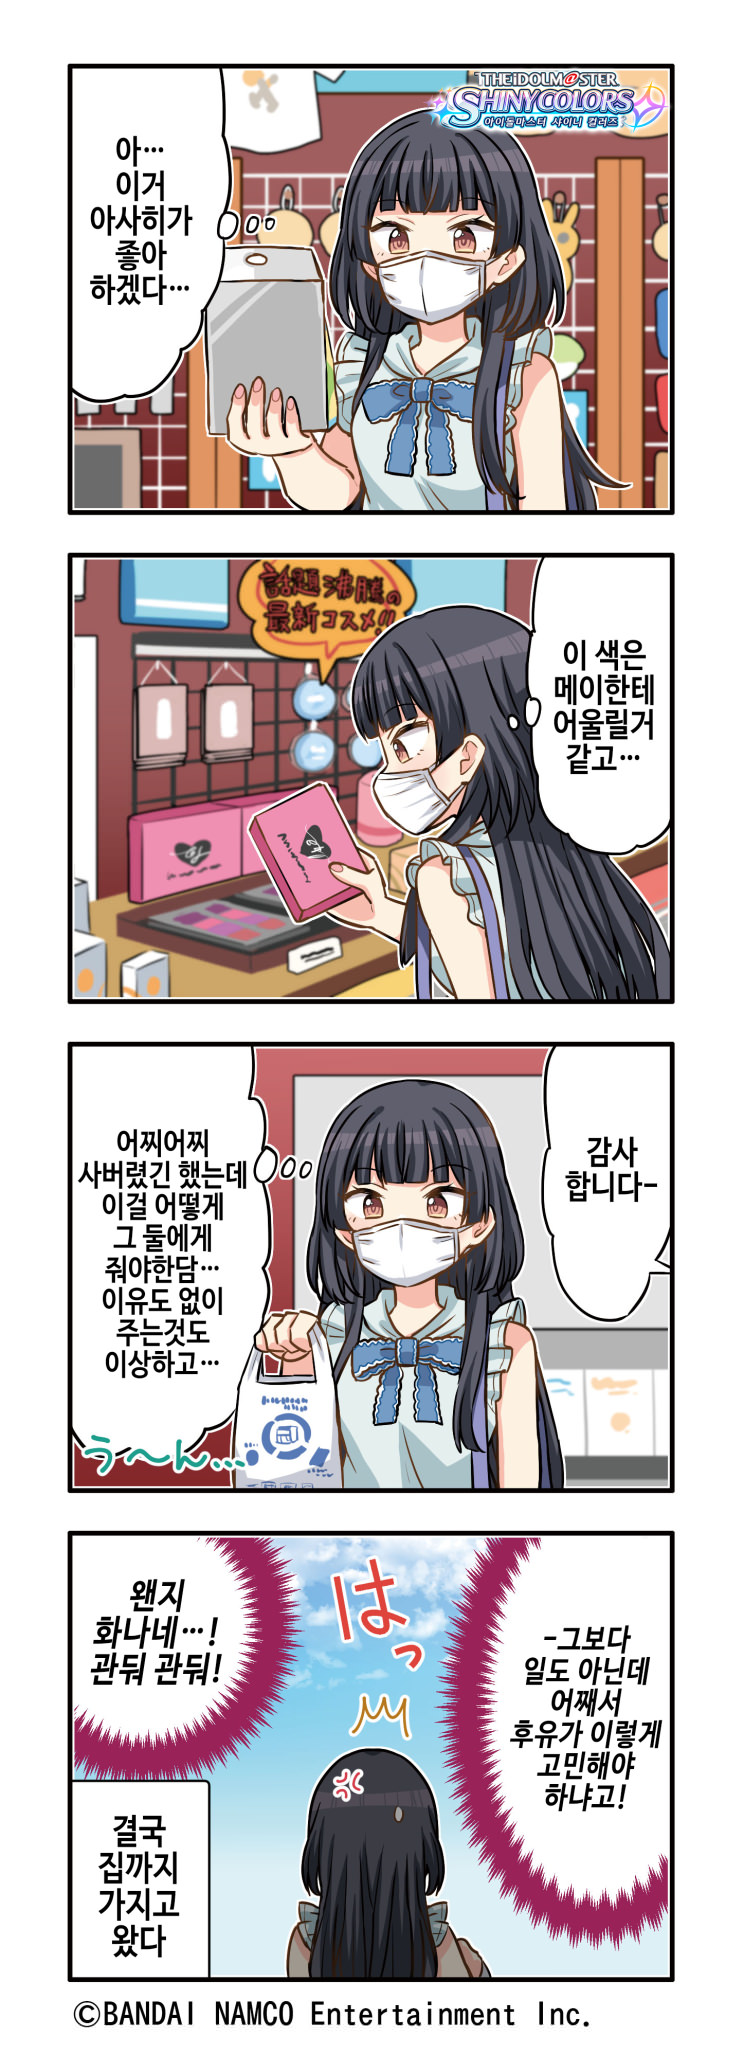 THE iDOLM@STER
SHINYCOLORS
아이돌마스터 샤이니 컬러즈
아…
이거
아사히가
좋아
하겠다…
話題沸騰の
最新コスメ!!
이 색은
메이한테
어울릴거
같고…
감사
합니다-
어찌어찌
사버렸긴 했는데
이걸 어떻게
그 둘에게
줘야한담…
이유도 없이
주는것도
이상하고…
う～ん…
はっ
-그보다
일도 아닌데
어째서
후유가 이렇게
고민해야
하냐고!
왠지
화나네…!
관둬 관둬!
결국
집까지
가지고
왔다
©BANDAI NAMCO Entertainment Inc.